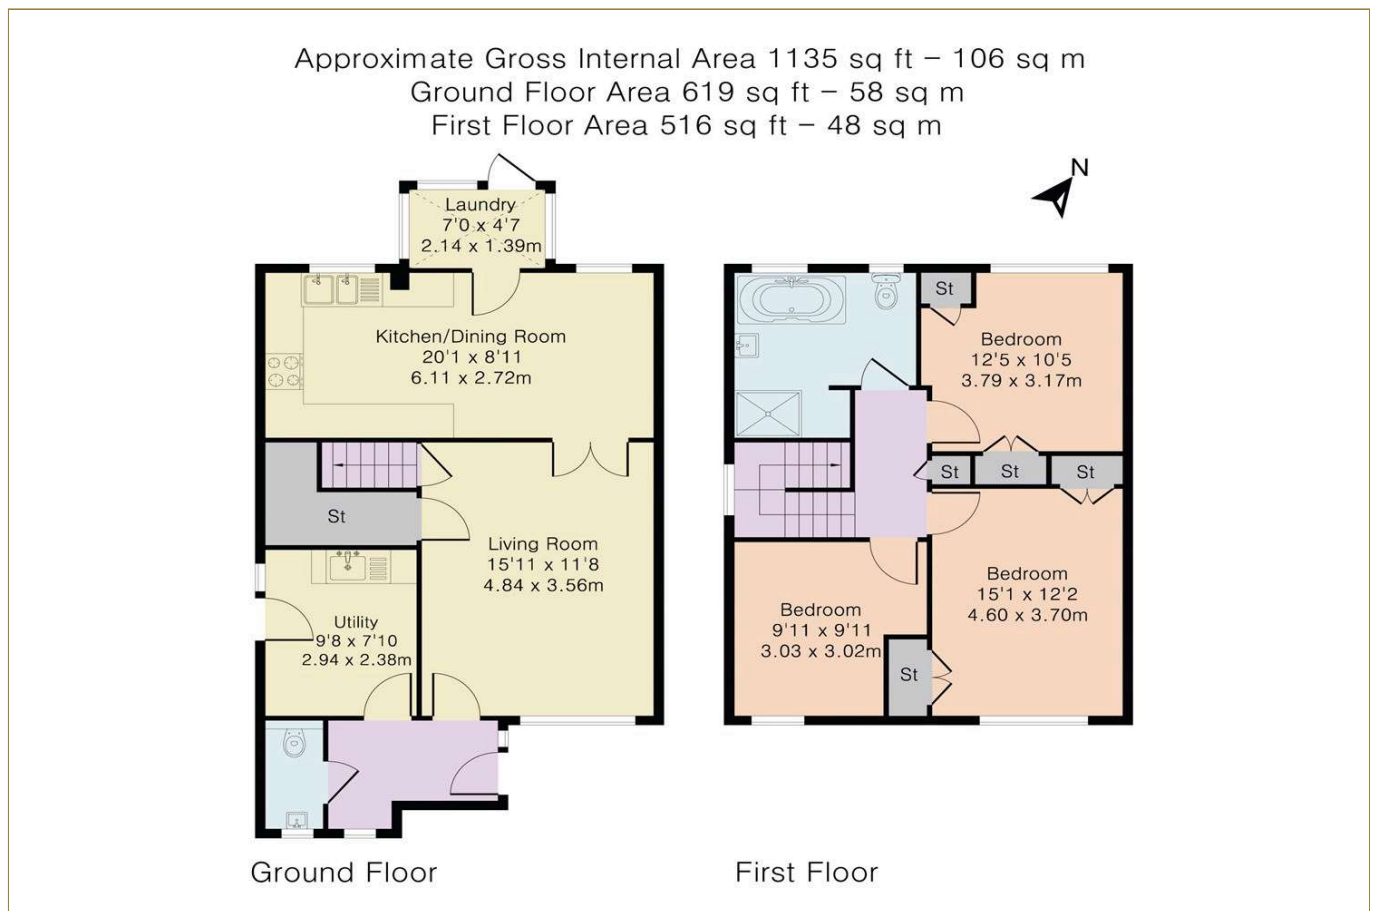 Approximate Gross Internal Area 1135 sq ft – 106 sq m
Ground Floor Area 619 sq ft – 58 sq m
First Floor Area 516 sq ft – 48 sq m
N
Laundry
7'0 x 4'7
2.14 x 1.39m
Kitchen/Dining Room
20'1 x 8'11
6.11 x 2.72m
St
Living Room
15'11 x 11'8
4.84 x 3.56m
Utility
9'8 x 7'10
2.94 x 2.38m
Ground Floor
St
Bedroom
12'5 x 10'5
3.79 x 3.17m
St
St
St
Bedroom
15'1 x 12'2
4.60 x 3.70m
Bedroom
9'11 x 9'11
3.03 x 3.02m
St
First Floor